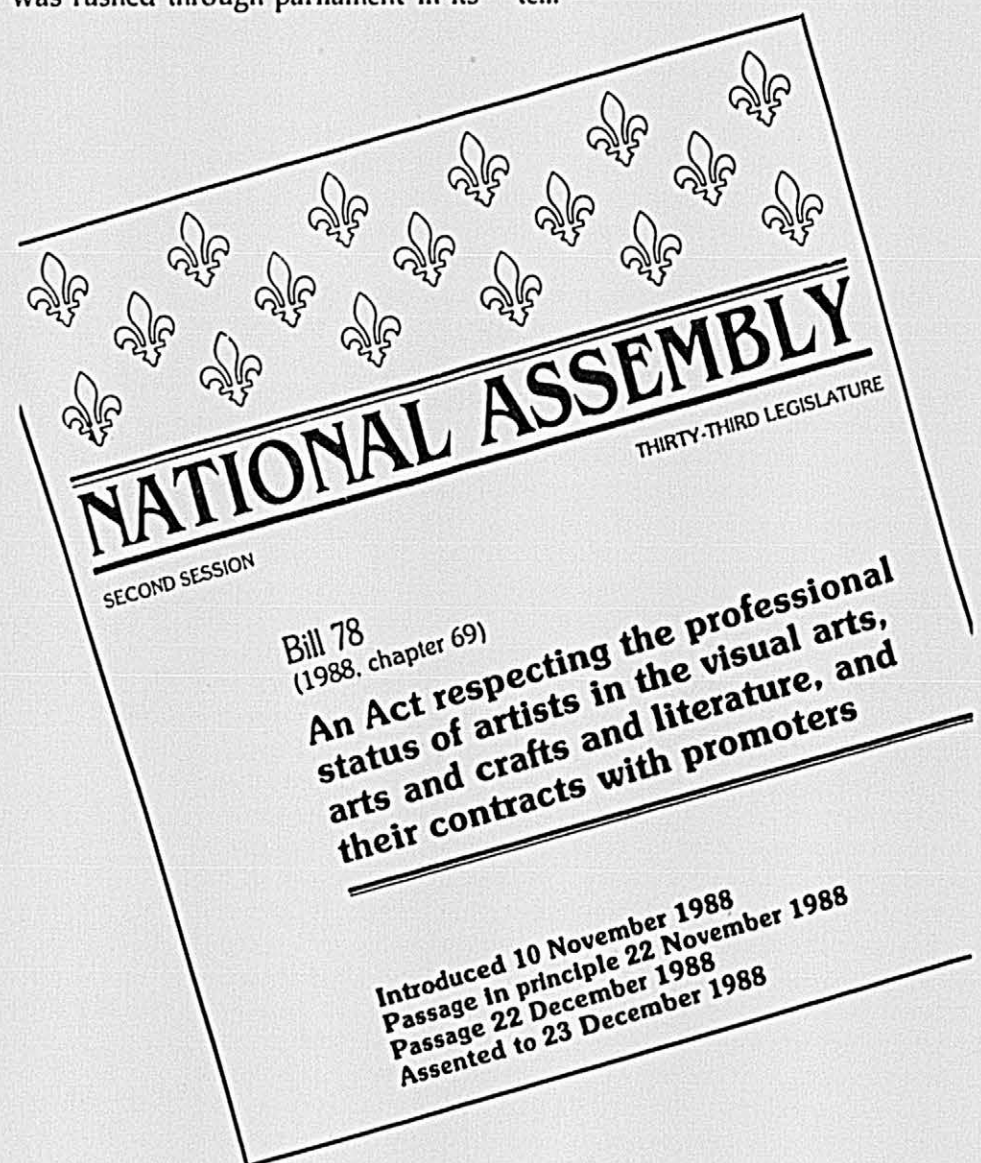 was rushed through parliament in its
NATIONAL ASSEMBLY
SECOND SESSION
THIRTY-THIRD LEGISLATURE
Bill 78
(1988, chapter 69)
An Act respecting the professional
status of artists in the visual arts,
arts and crafts and literature, and
their contracts with promoters
Introduced 10 November 1988
Passage in principle 22 November 1988
Passage 22 December 1988
Assented to 23 December 1988